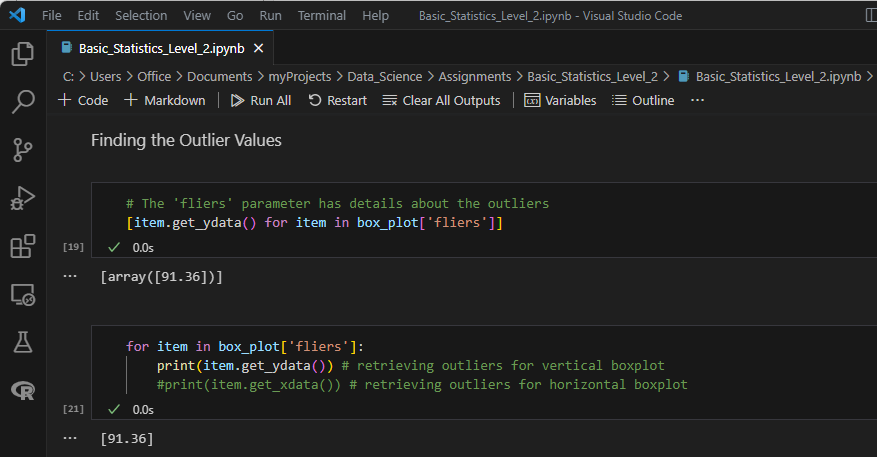 File Edit Selection View Go Run Terminal Help Basic_Statistics_Level_2.ipynb - Visual Studio Code
Basic_Statistics_Level_2.ipynb
C: > Users > Office > Documents > myProjects > Data_Science > Assignments > Basic_Statistics_Level_2 > Basic_Statistics_Level_2.ipynb >
+ Code + Markdown Run All Restart Clear All Outputs Variables Outline ...
Finding the Outlier Values
# The 'fliers' parameter has details about the outliers
[item.get_ydata() for item in box_plot['fliers']]
[19] 0.0s
... [array([91.36])]
for item in box_plot['fliers']:
print(item.get_ydata()) # retrieving outliers for vertical boxplot
#print(item.get_xdata()) # retrieving outliers for horizontal boxplot
[21] 0.0s
... [91.36]
R